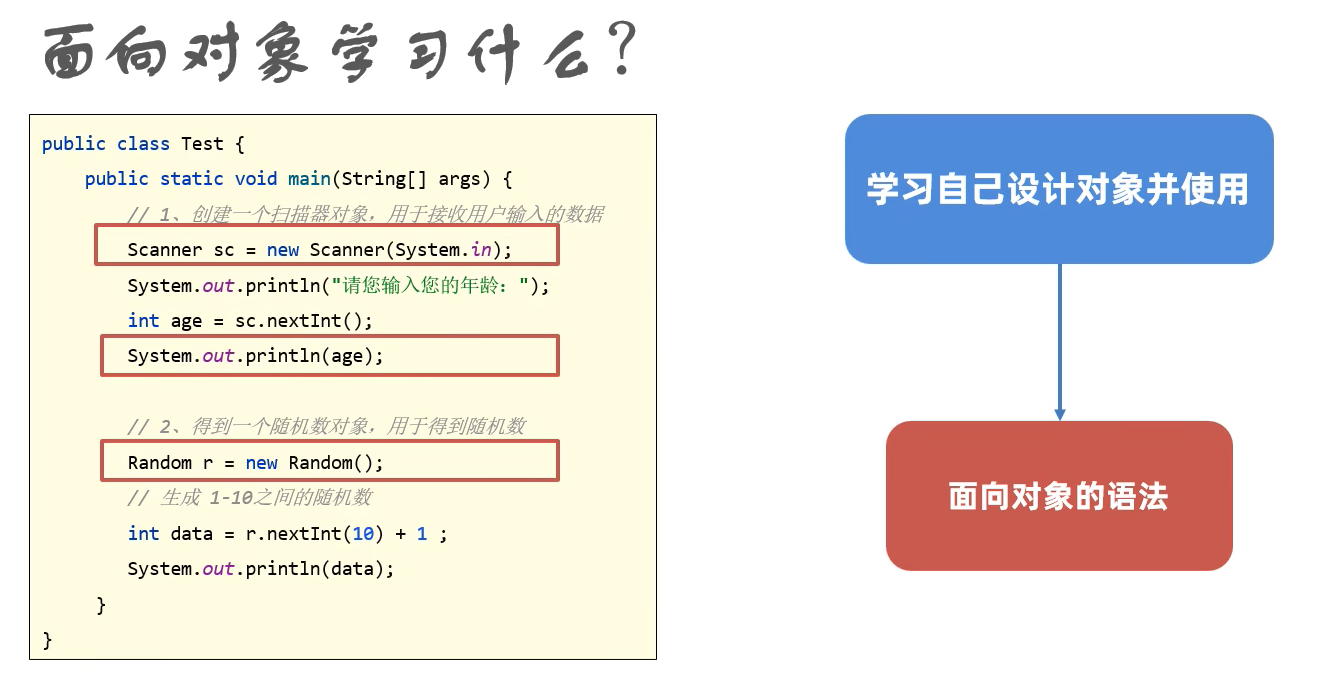 面向对象学习什么?
public class Test {
public static void main(String[] args) {
// 1、创建一个扫描器对象，用于接收用户输入的数据
Scanner sc = new Scanner(System.in);
System.out.println("请您输入您的年龄：");
int age = sc.nextInt();
System.out.println(age);
// 2、得到一个随机数对象，用于得到随机数
Random r = new Random();
// 生成 1-10之间的随机数
int data = r.nextInt(10) + 1 ;
System.out.println(data);
}
}
学习自己设计对象并使用
面向对象的语法